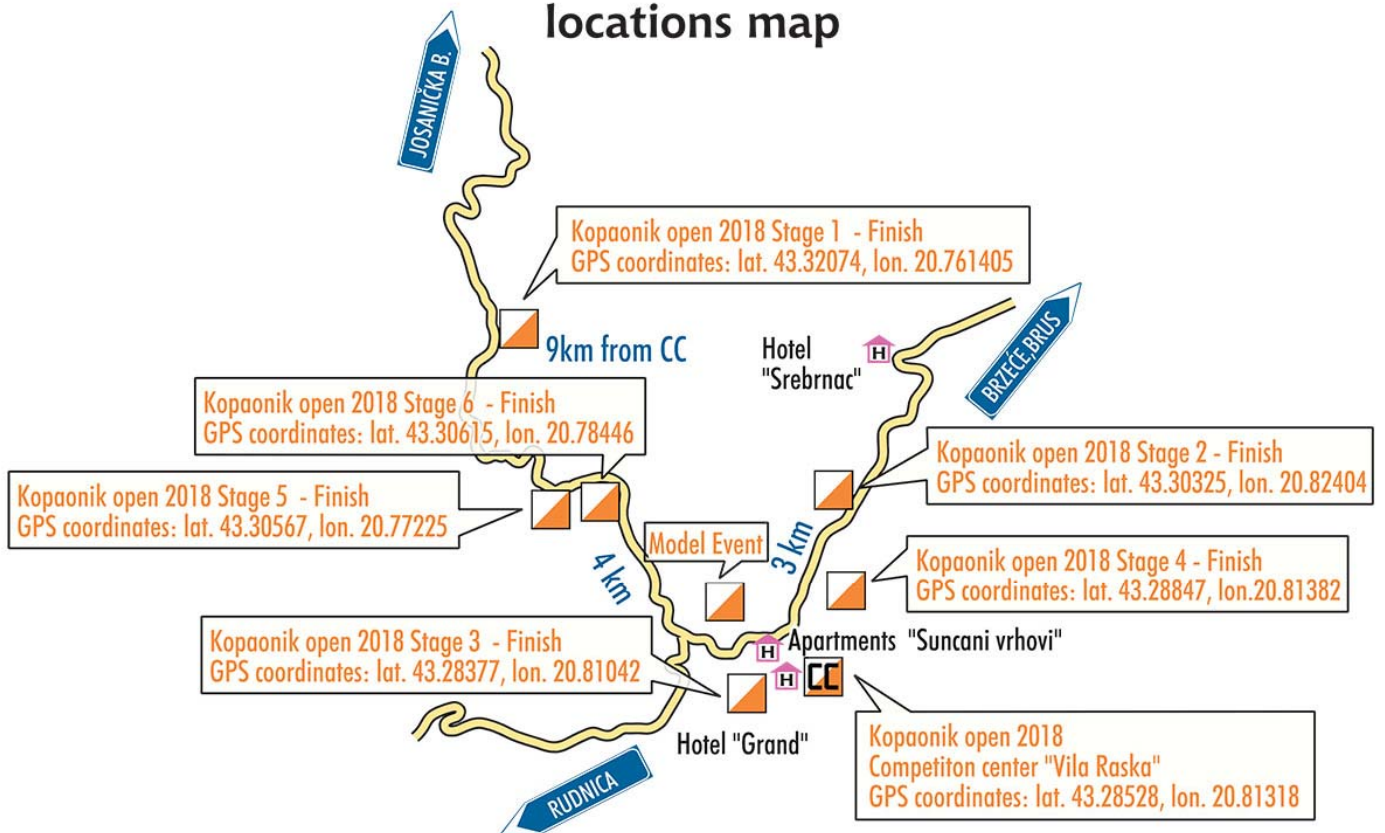 locations map
JOSANIČKA B.
Kopaonik open 2018 Stage 1 - Finish
GPS coordinates: lat. 43.32074, lon. 20.761405
9km from CC
Hotel
"Srebrnac"
H
BRZEĆE,BRUS
Kopaonik open 2018 Stage 6 - Finish
GPS coordinates: lat. 43.30615, lon. 20.78446
Kopaonik open 2018 Stage 2 - Finish
GPS coordinates: lat. 43.30325, lon. 20.82404
Kopaonik open 2018 Stage 5 - Finish
GPS coordinates: lat. 43.30567, lon. 20.77225
Model Event
3 km
4 km
Kopaonik open 2018 Stage 4 - Finish
GPS coordinates: lat. 43.28847, lon.20.81382
Kopaonik open 2018 Stage 3 - Finish
GPS coordinates: lat. 43.28377, lon. 20.81042
H
Apartments "Suncani vrhovi"
H
CC
Hotel "Grand"
Kopaonik open 2018
Competiton center "Vila Raska"
GPS coordinates: lat. 43.28528, lon. 20.81318
RUDNICA